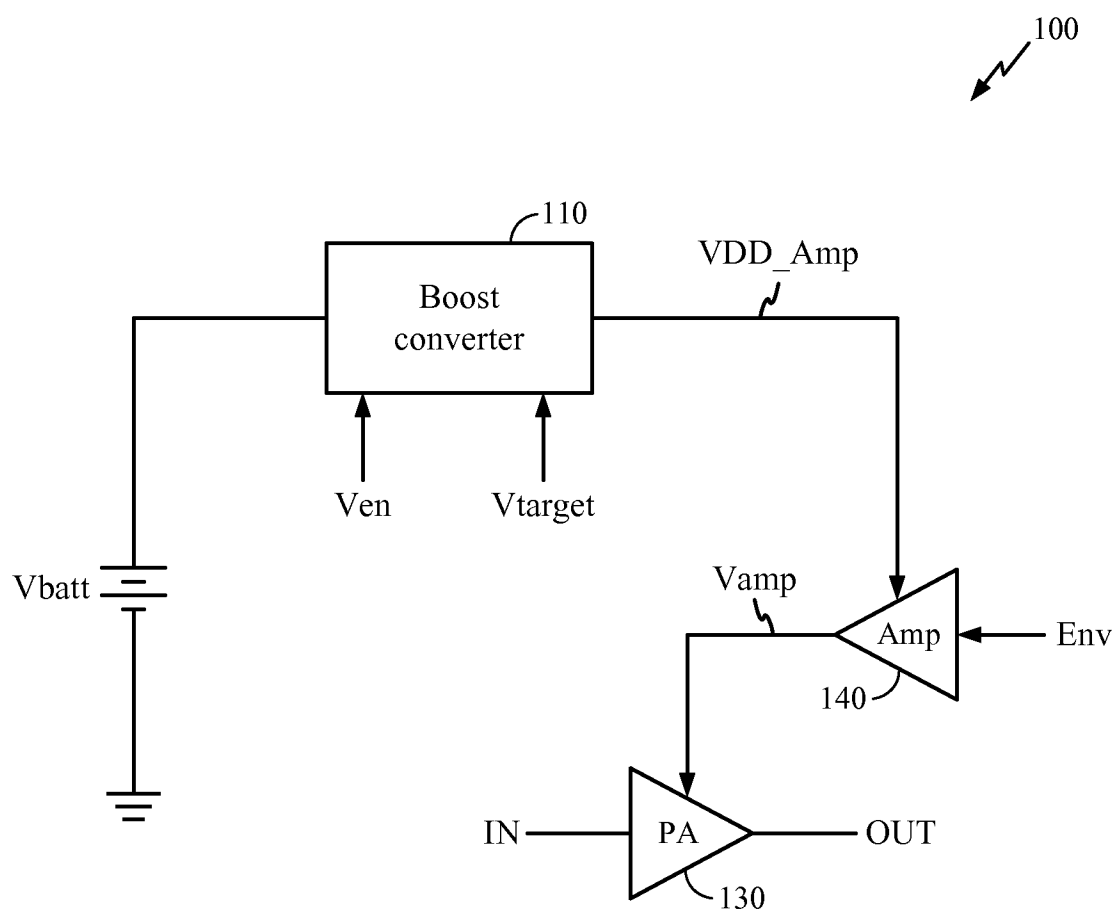 100
110
Boost
converter
VDD_Amp
Ven
Vtarget
Vbatt
Vamp
Amp
Env
140
IN
PA
OUT
130